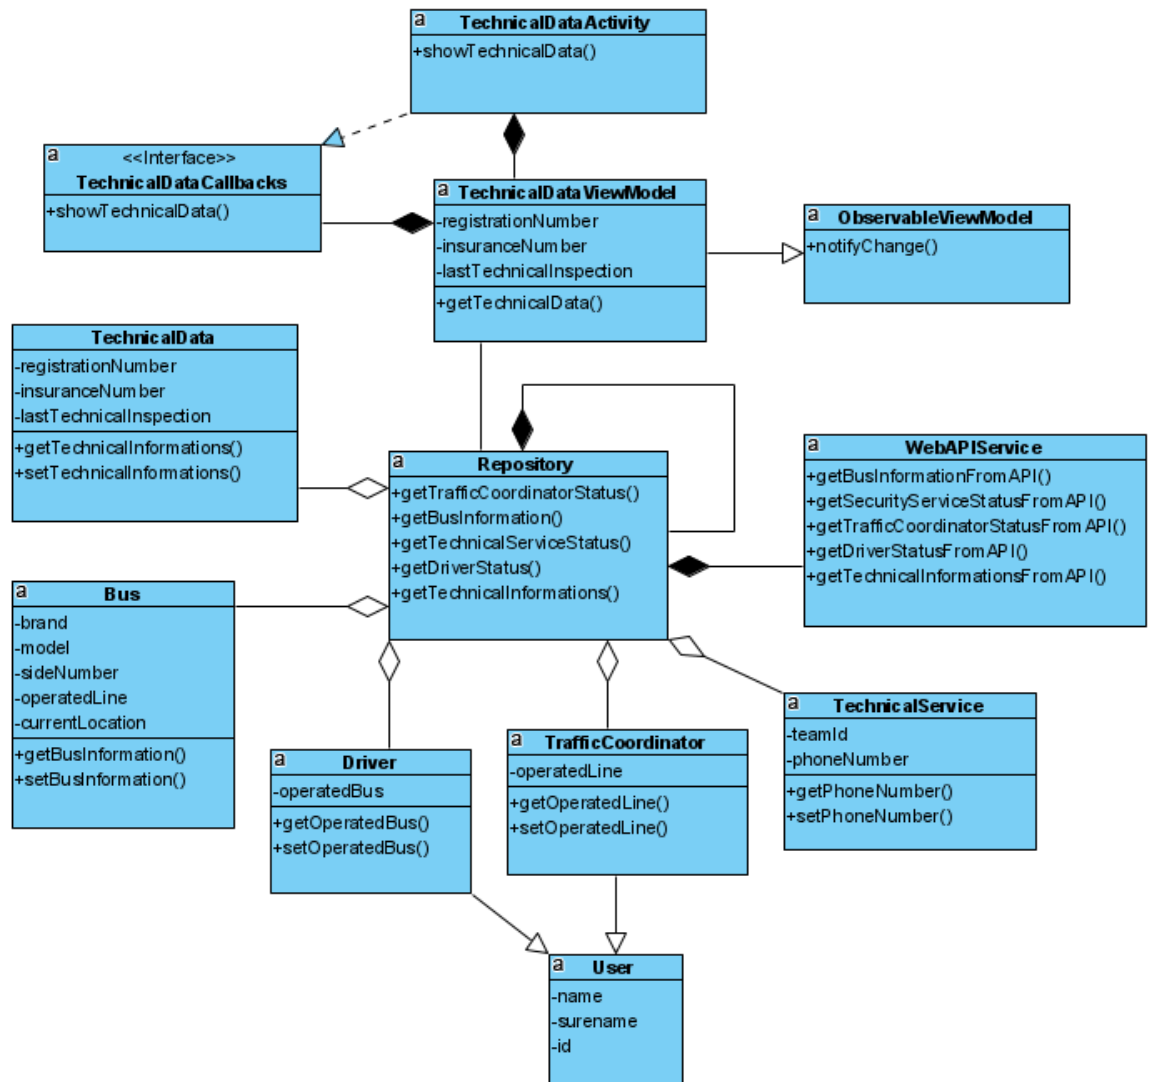 a
TechnicalDataActivity
+showTechnicalData()
a
<<Interface>>
TechnicalDataCallbacks
+showTechnicalData()
a
TechnicalDataViewModel
-registrationNumber
-insuranceNumber
-lastTechnicalInspection
+getTechnicalData()
a
ObservableViewModel
+notifyChange()
TechnicalData
-registrationNumber
-insuranceNumber
-lastTechnicalInspection
+getTechnicalInformations()
+setTechnicalInformations()
a
Repository
+getTrafficCoordinatorStatus()
+getBusInformation()
+getTechnicalServiceStatus()
+getDriverStatus()
+getTechnicalInformations()
a
WebAPIService
+getBusInformationFromAPI()
+getSecurityServiceStatusFromAPI()
+getTrafficCoordinatorStatusFromAPI()
+getDriverStatusFromAPI()
+getTechnicalInformationsFromAPI()
a
Bus
-brand
-model
-sideNumber
-operatedLine
-currentLocation
+getBusInformation()
+setBusInformation()
a
Driver
-operatedBus
+getOperatedBus()
+setOperatedBus()
a
TrafficCoordinator
-operatedLine
+getOperatedLine()
+setOperatedLine()
a
TechnicalService
-teamId
-phoneNumber
+getPhoneNumber()
+setPhoneNumber()
a
User
-name
-surename
-id